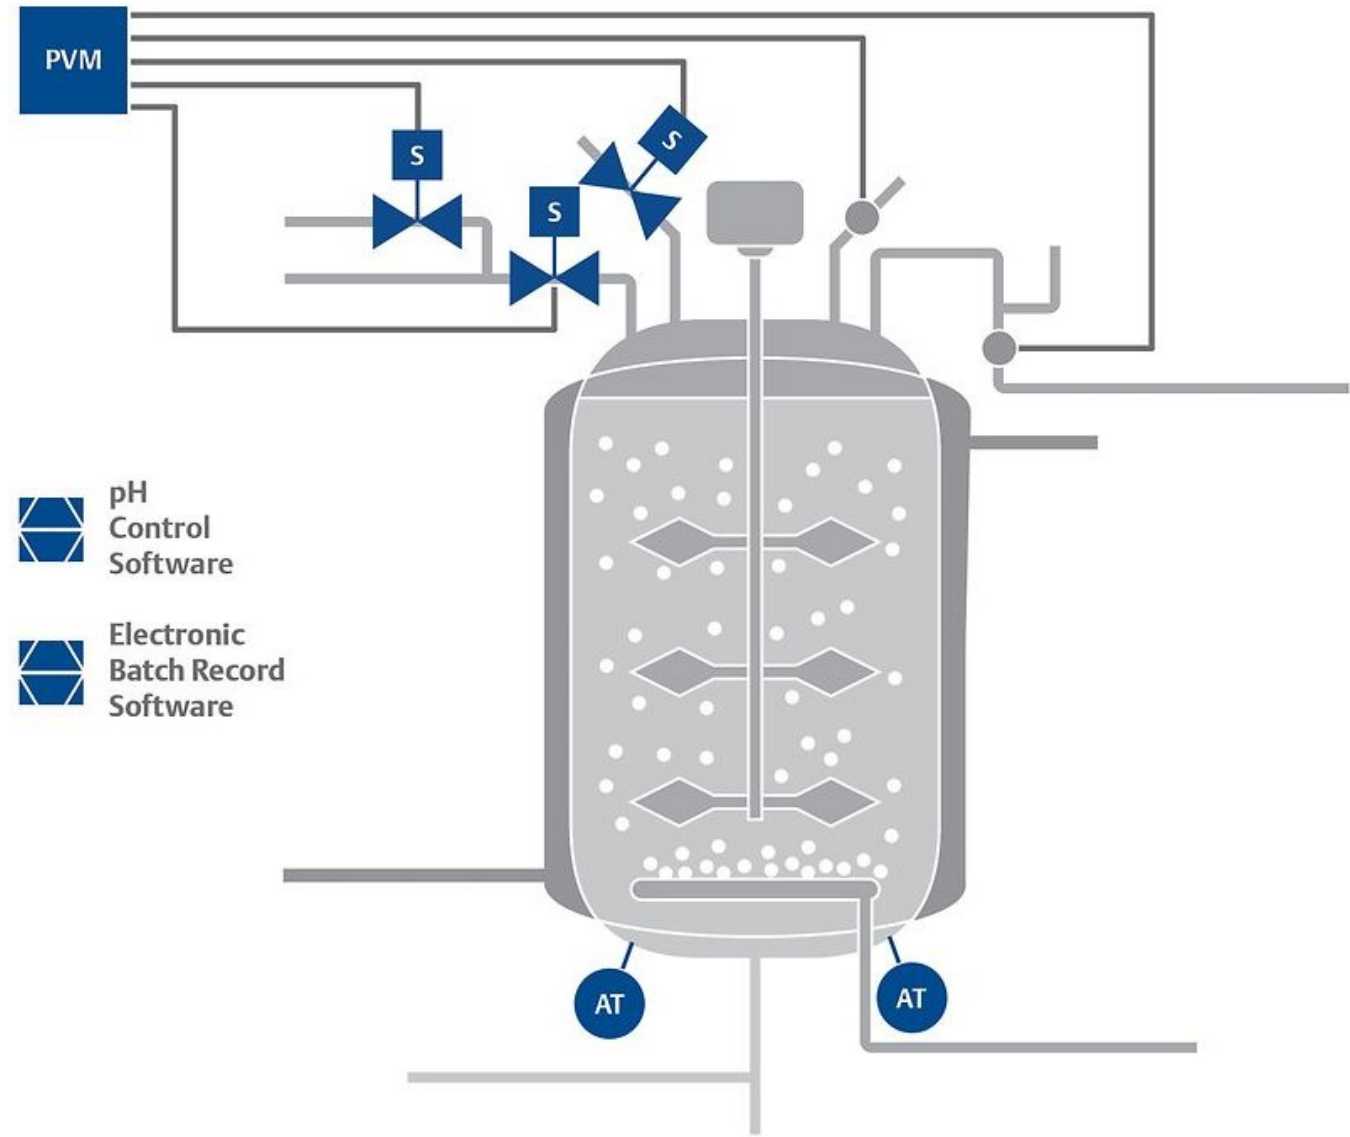 PVM
S
S
S
pH
Control
Software
Electronic
Batch Record
Software
AT
AT